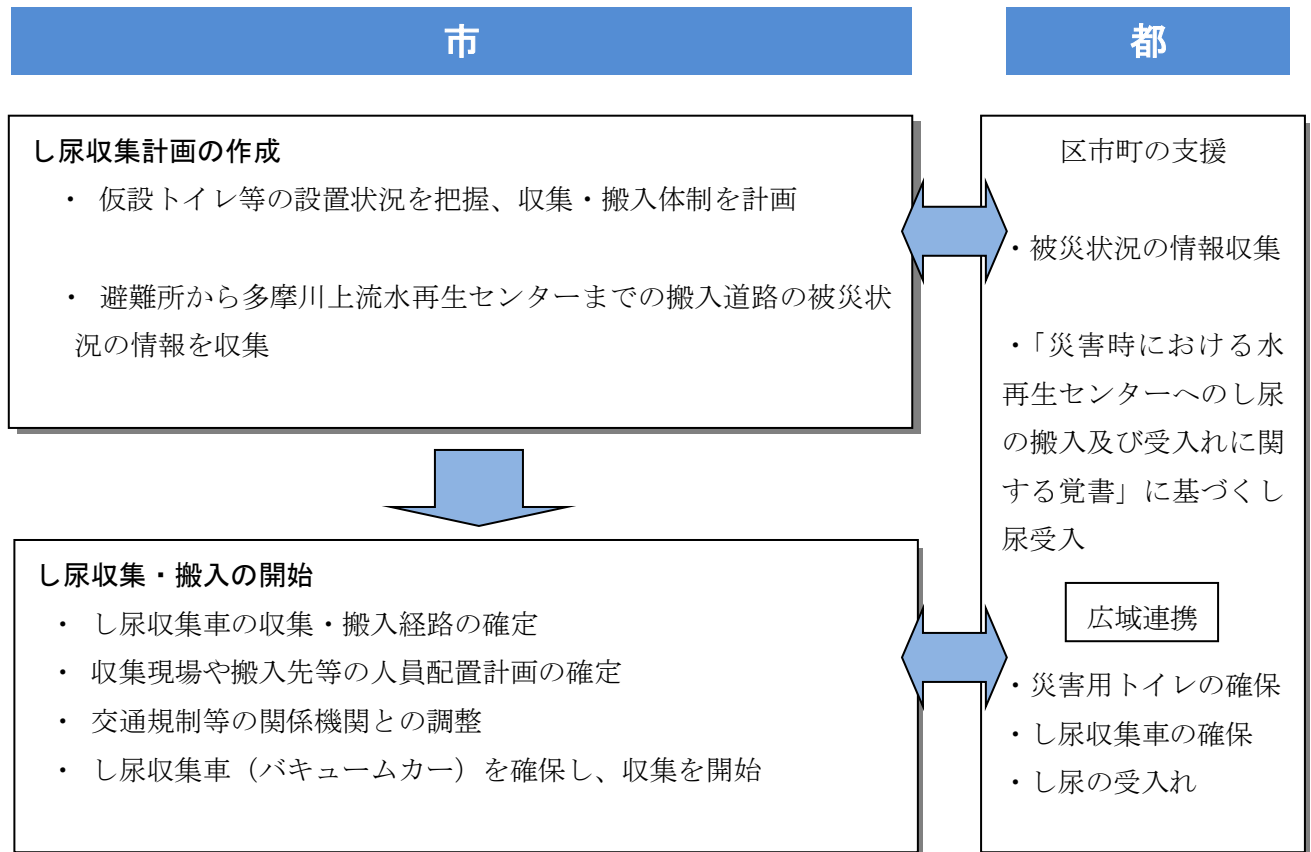 市
都
し尿収集計画の作成
・ 仮設トイレ等の設置状況を把握、収集・搬入体制を計画
・ 避難所から多摩川上流水再生センターまでの搬入道路の被災状
況の情報を収集
し尿収集・搬入の開始
・ し尿収集車の収集・搬入経路の確定
・ 収集現場や搬入先等の人員配置計画の確定
・ 交通規制等の関係機関との調整
・ し尿収集車（バキュームカー）を確保し、収集を開始
区市町の支援
・被災状況の情報収集
・「災害時における水
再生センターへのし尿
の搬入及び受入れに関
する覚書」に基づくし
尿受入
広域連携
・災害用トイレの確保
・し尿収集車の確保
・し尿の受入れ